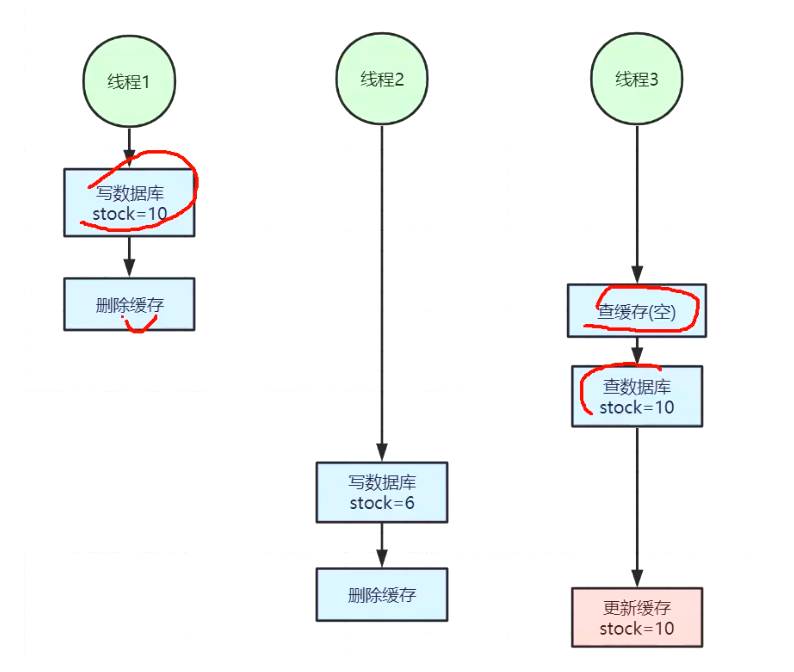 线程1
线程2
线程3
写数据库
stock=10
删除缓存
查缓存(空)
查数据库
stock=10
写数据库
stock=6
删除缓存
更新缓存
stock=10